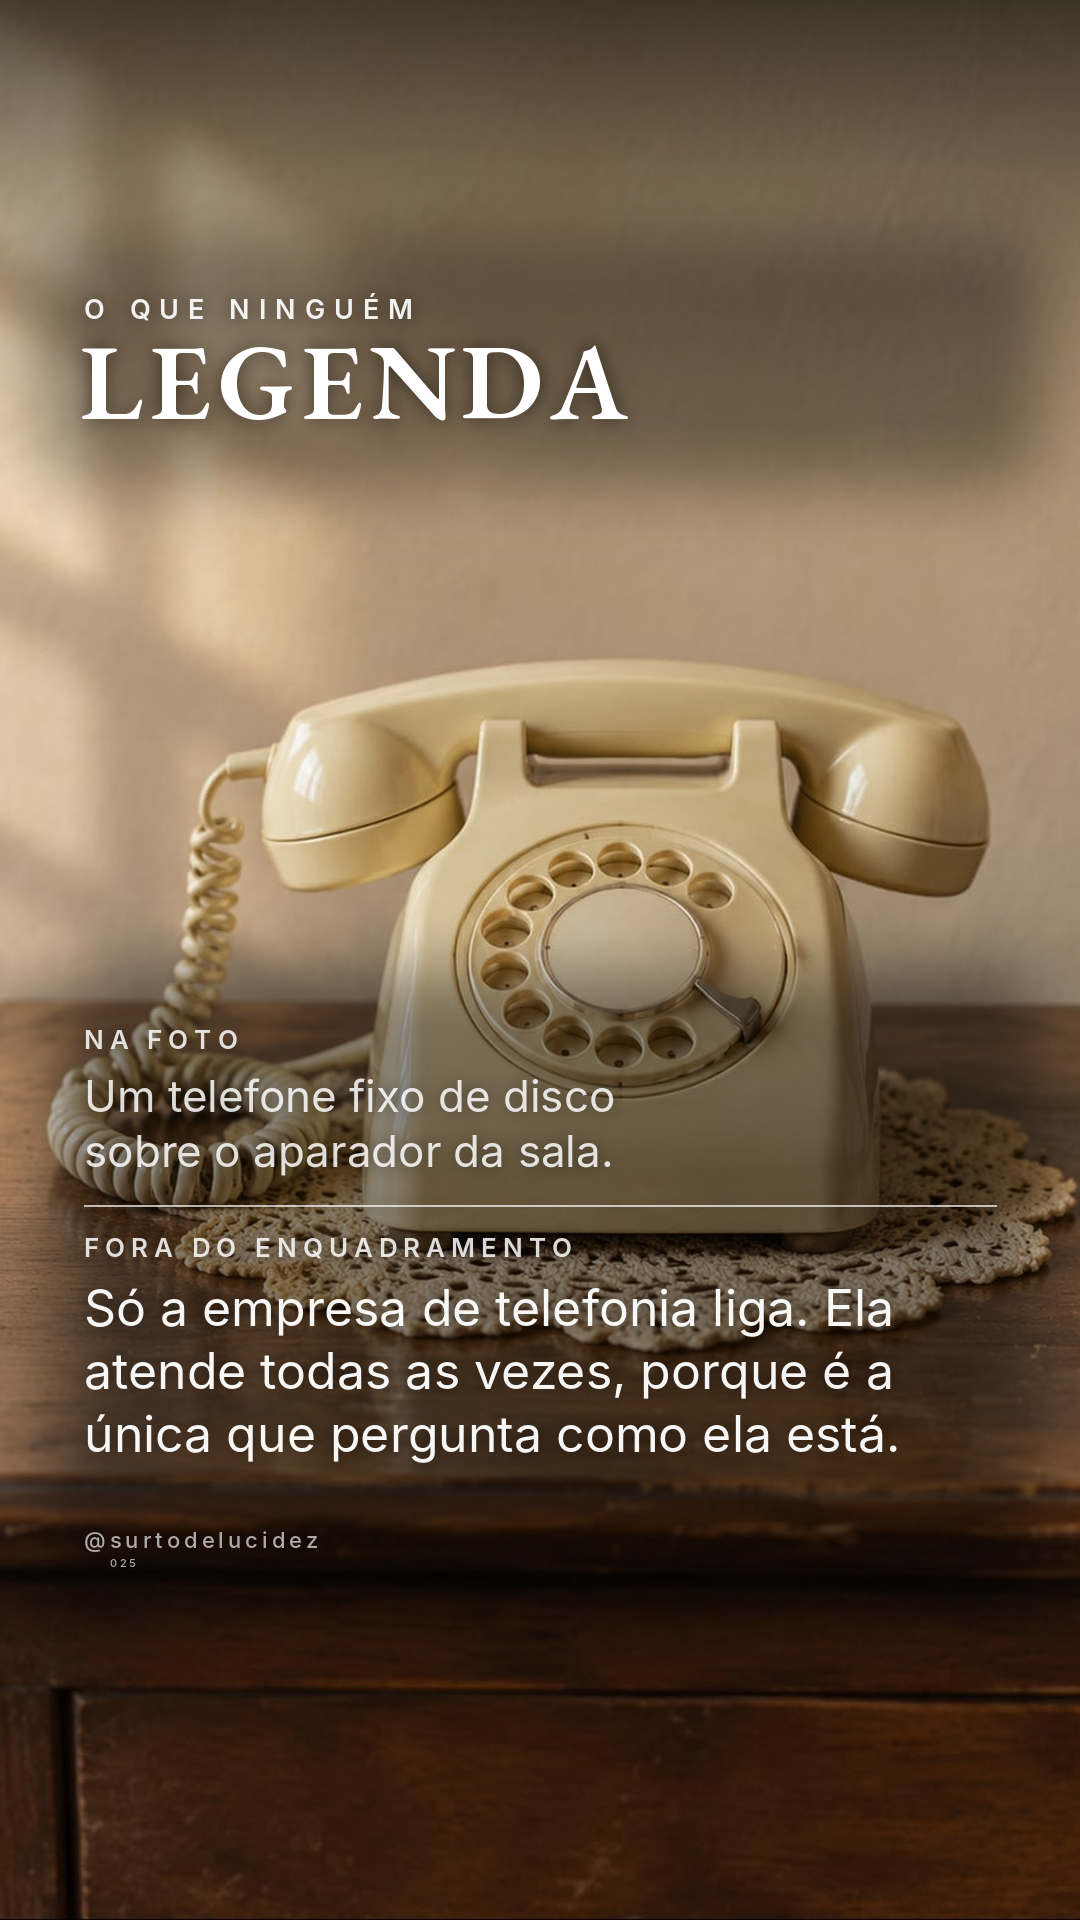 O QUE NINGUÉM
LEGENDA
NA FOTO
Um telefone fixo de disco
sobre o aparador da sala.
FORA DO ENQUADRAMENTO
Só a empresa de telefonia liga. Ela
atende todas as vezes, porque é a
única que pergunta como ela está.
@surtodelucidez
025